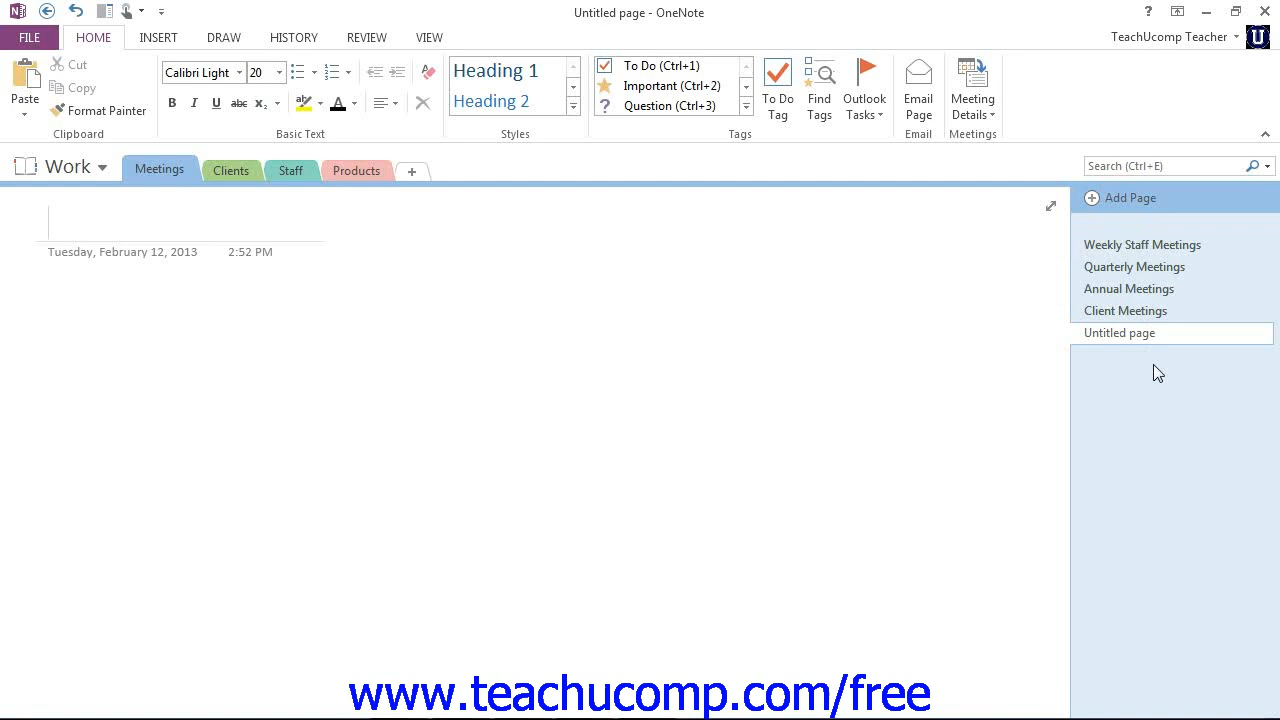 Untitled page - OneNote
?
FILE HOME INSERT DRAW HISTORY REVIEW VIEW
TeachUcomp Teacher U
Paste
Cut
Copy
Format Painter
Clipboard
Calibri Light 20
B I U abc x₂ ab A
Basic Text
Heading 1
Heading 2
Styles
To Do (Ctrl+1)
Important (Ctrl+2)
? Question (Ctrl+3)
To Do Tag
Find Tags
Outlook Tasks
Tags
Email Page
Email
Meeting Details
Meetings
Work Meetings Clients Staff Products +
Search (Ctrl+E)
Add Page
Tuesday, February 12, 2013 2:52 PM
Weekly Staff Meetings
Quarterly Meetings
Annual Meetings
Client Meetings
Untitled page
www.teachucomp.com/free